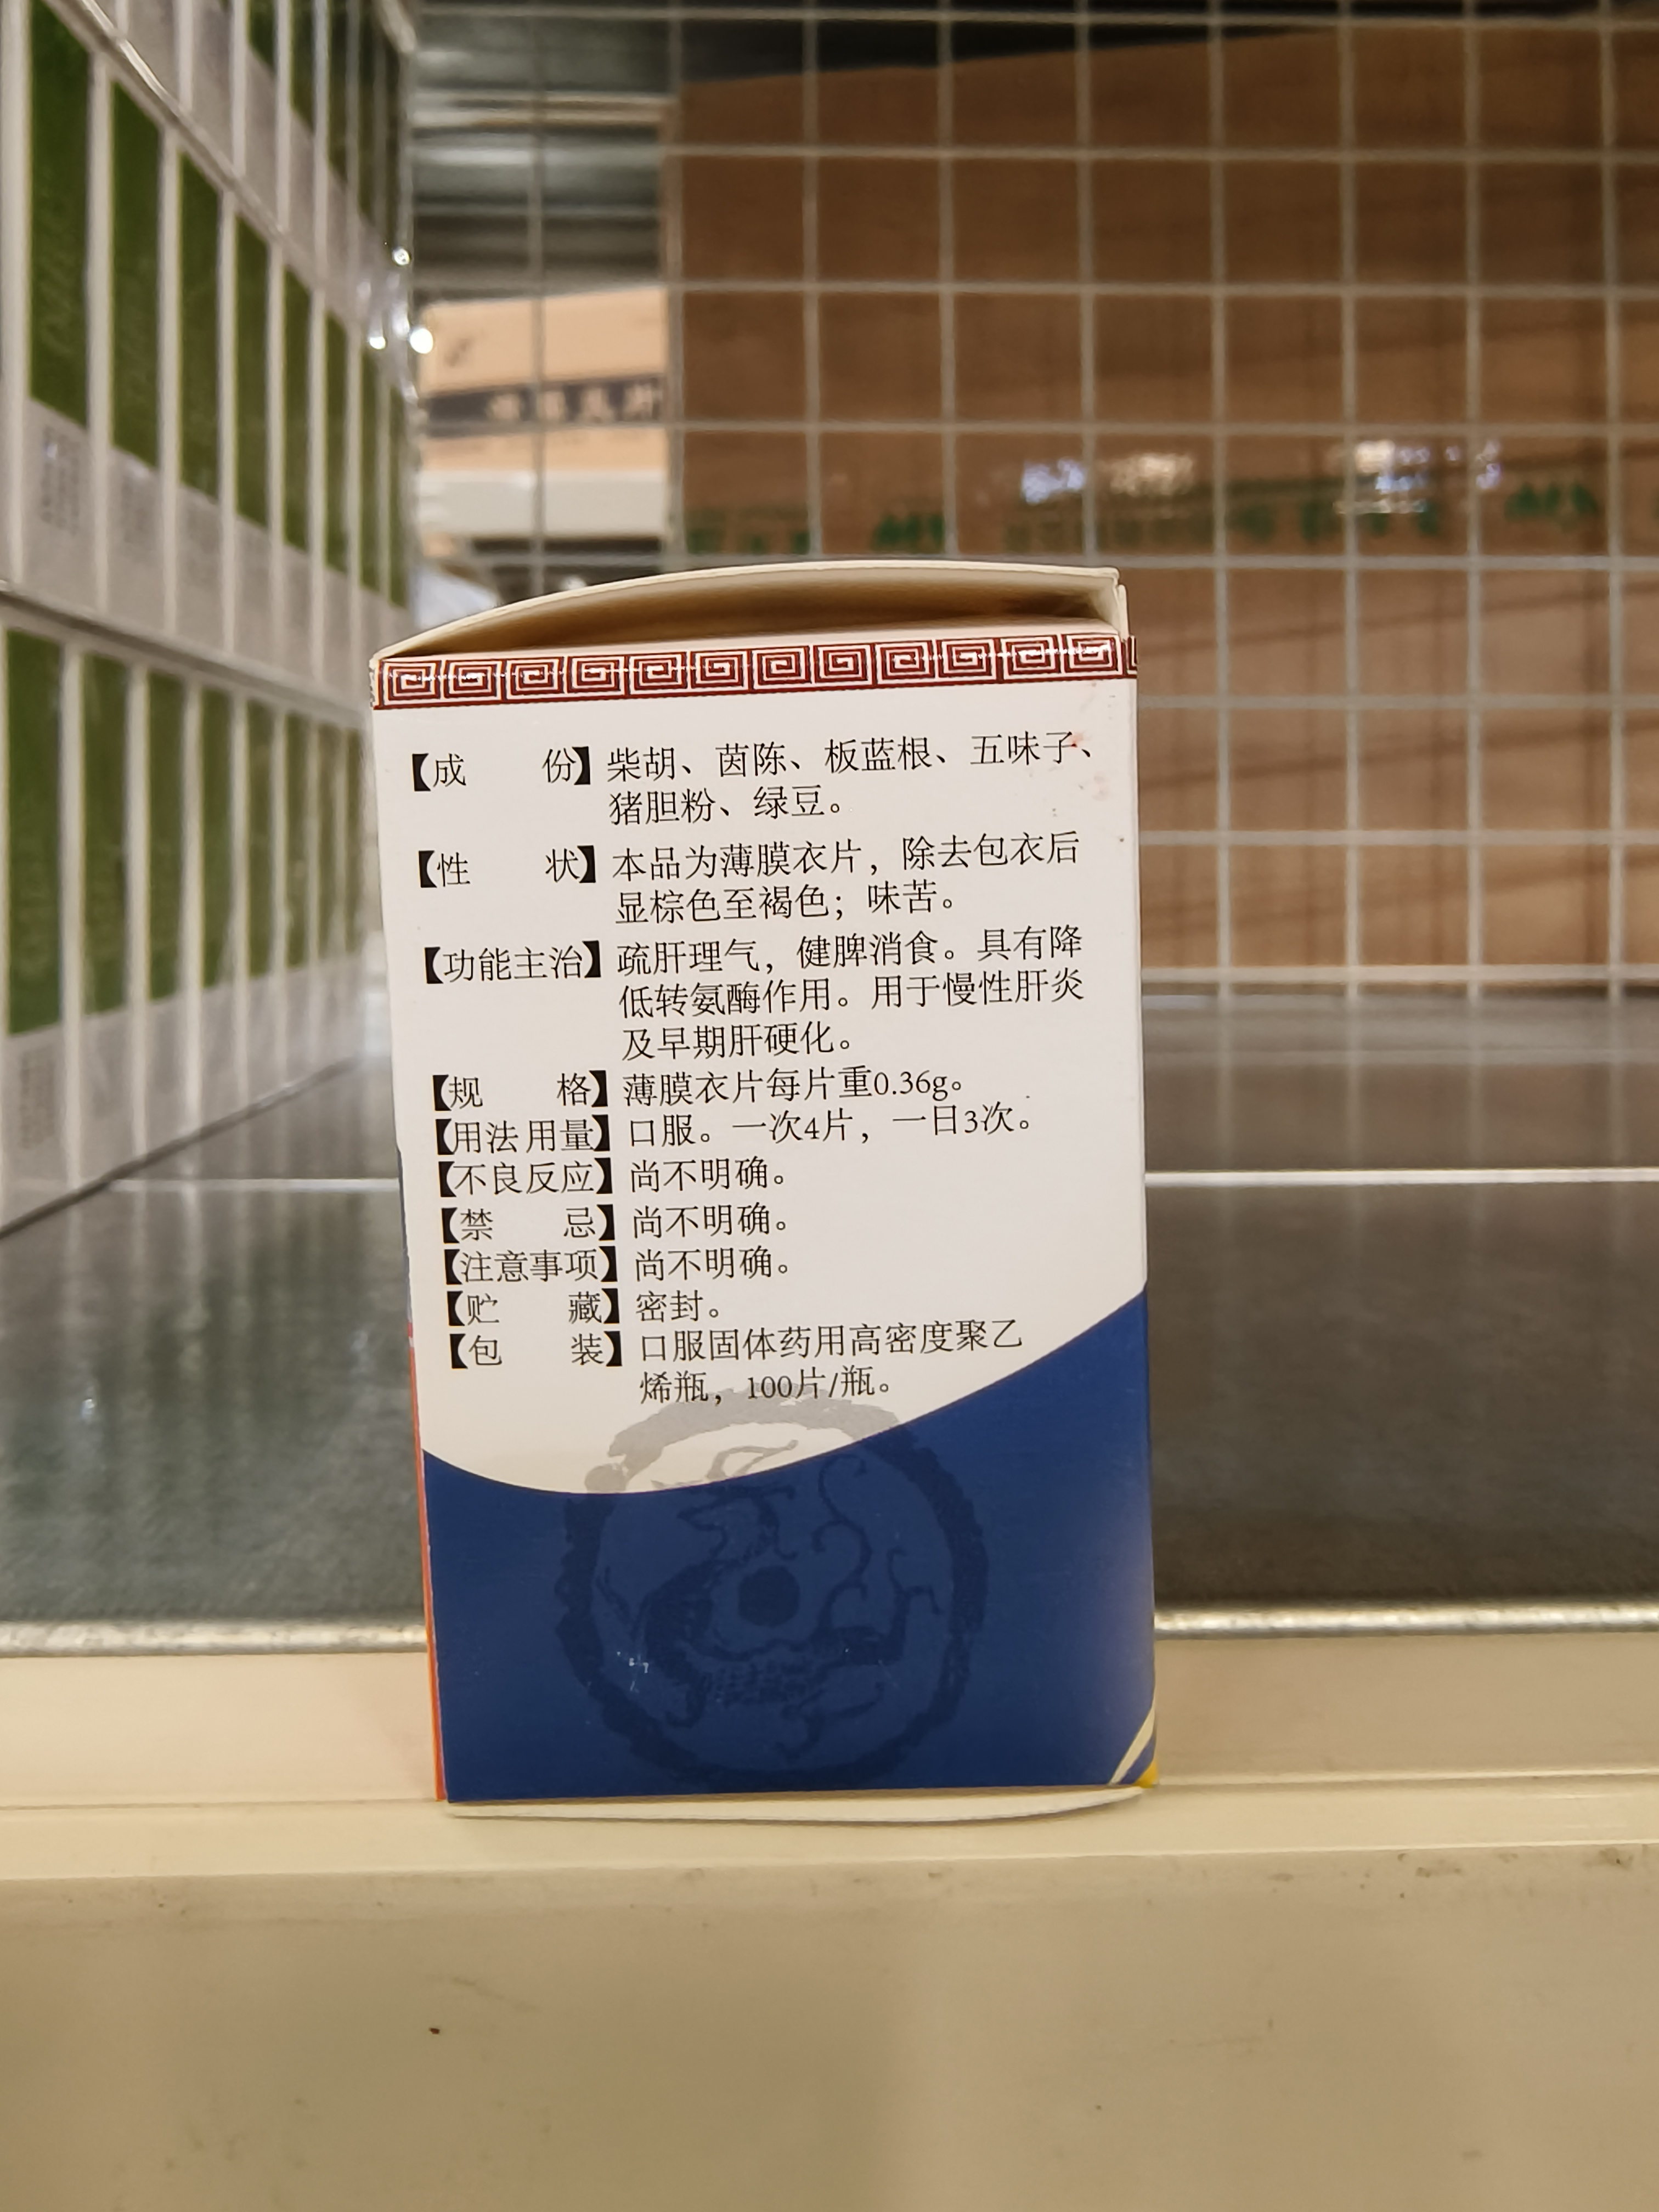 【成份】柴胡、茵陈、板蓝根、五味子、
猪胆粉、绿豆。
【性状】本品为薄膜衣片，除去包衣后
显棕色至褐色；味苦。
【功能主治】疏肝理气，健脾消食。具有降
低转氨酶作用。用于慢性肝炎
及早期肝硬化。
【规格】薄膜衣片每片重0.36g。
【用法用量】口服。一次4片，一日3次。
【不良反应】尚不明确。
【禁忌】尚不明确。
【注意事项】尚不明确。
【贮藏】密封。
【包装】口服固体药用高密度聚乙
烯瓶，100片/瓶。